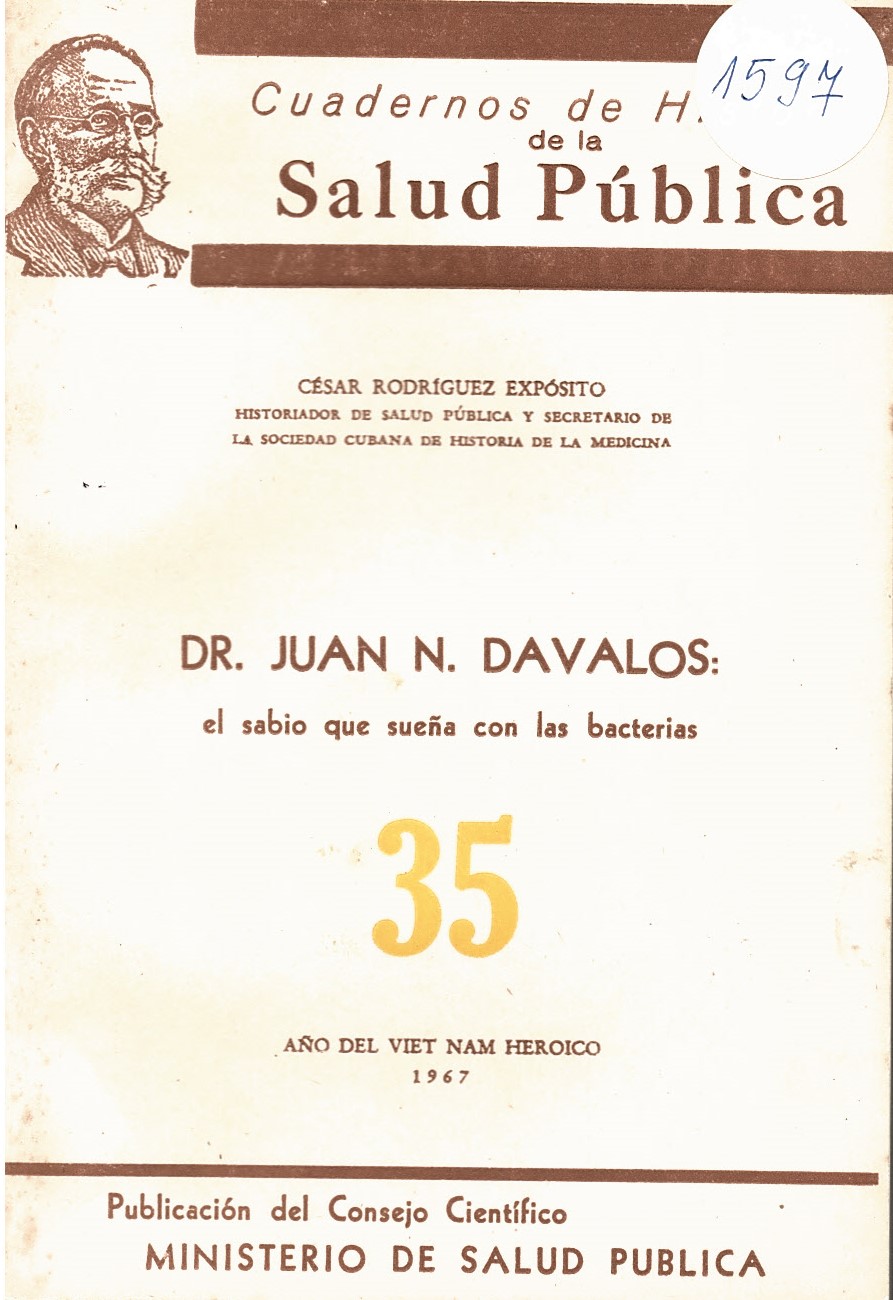 1597
Cuadernos de H
de la
Salud Pública
CÉSAR RODRÍGUEZ EXPÓSITO
HISTORIADOR DE SALUD PÚBLICA Y SECRETARIO DE
LA SOCIEDAD CUBANA DE HISTORIA DE LA MEDICINA
DR. JUAN N. DAVALOS:
el sabio que sueña con las bacterias
35
AÑO DEL VIET NAM HEROICO
1967
Publicación del Consejo Científico
MINISTERIO DE SALUD PUBLICA